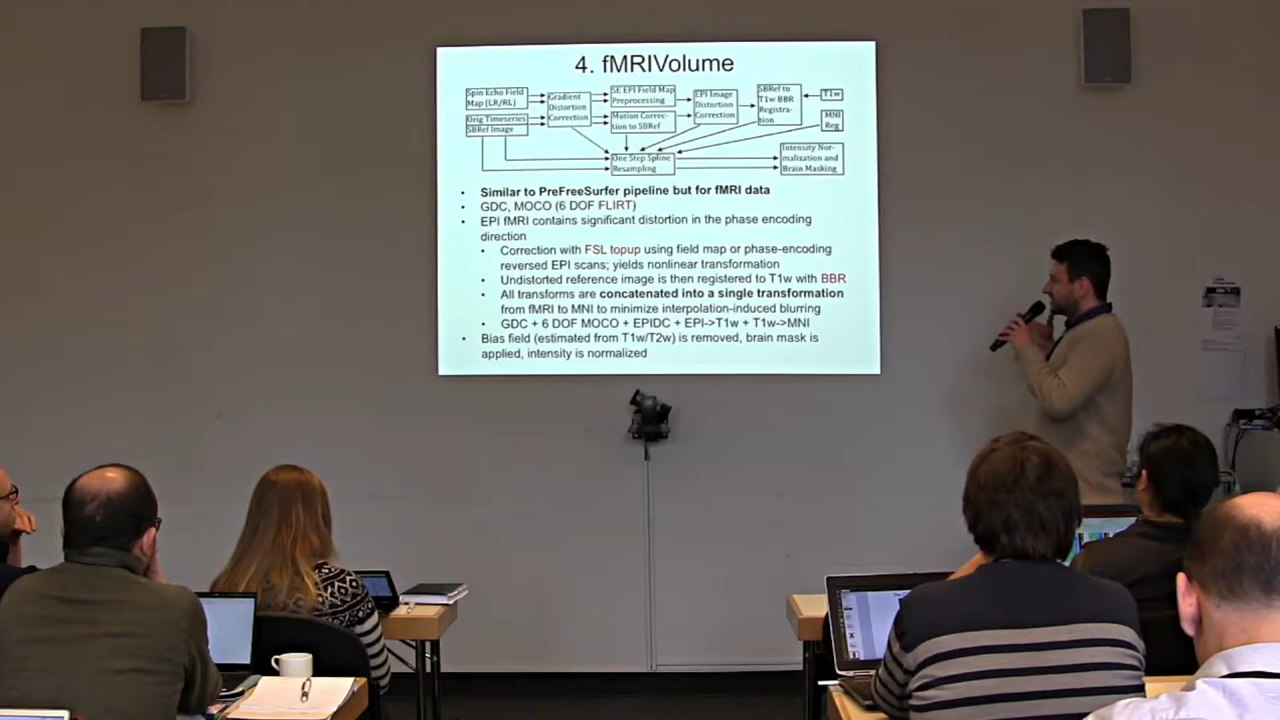 4. fMRIVolume
Spin Echo Field
Map (LR/RL)
Gradient
Distortion
Correction
SE EPI Field Map
Preprocessing
EPI Image
Distortion
Correction
SBRef to
T1w BBR
Registra-
tion
T1w
Orig Timeseries
SBRef Image
Motion Correc-
tion to SBRef
MNI
Reg
One Step Spline
Resampling
Intensity Nor-
malization and
Brain Masking
• Similar to PreFreeSurfer pipeline but for fMRI data
• GDC, MOCO (6 DOF FLIRT)
• EPI fMRI contains significant distortion in the phase encoding
direction
• Correction with FSL topup using field map or phase-encoding
reversed EPI scans; yields nonlinear transformation
• Undistorted reference image is then registered to T1w with BBR
• All transforms are concatenated into a single transformation
from fMRI to MNI to minimize interpolation-induced blurring
• GDC + 6 DOF MOCO + EPIDC + EPI->T1w + T1w->MNI
• Bias field (estimated from T1w/T2w) is removed, brain mask is
applied, intensity is normalized